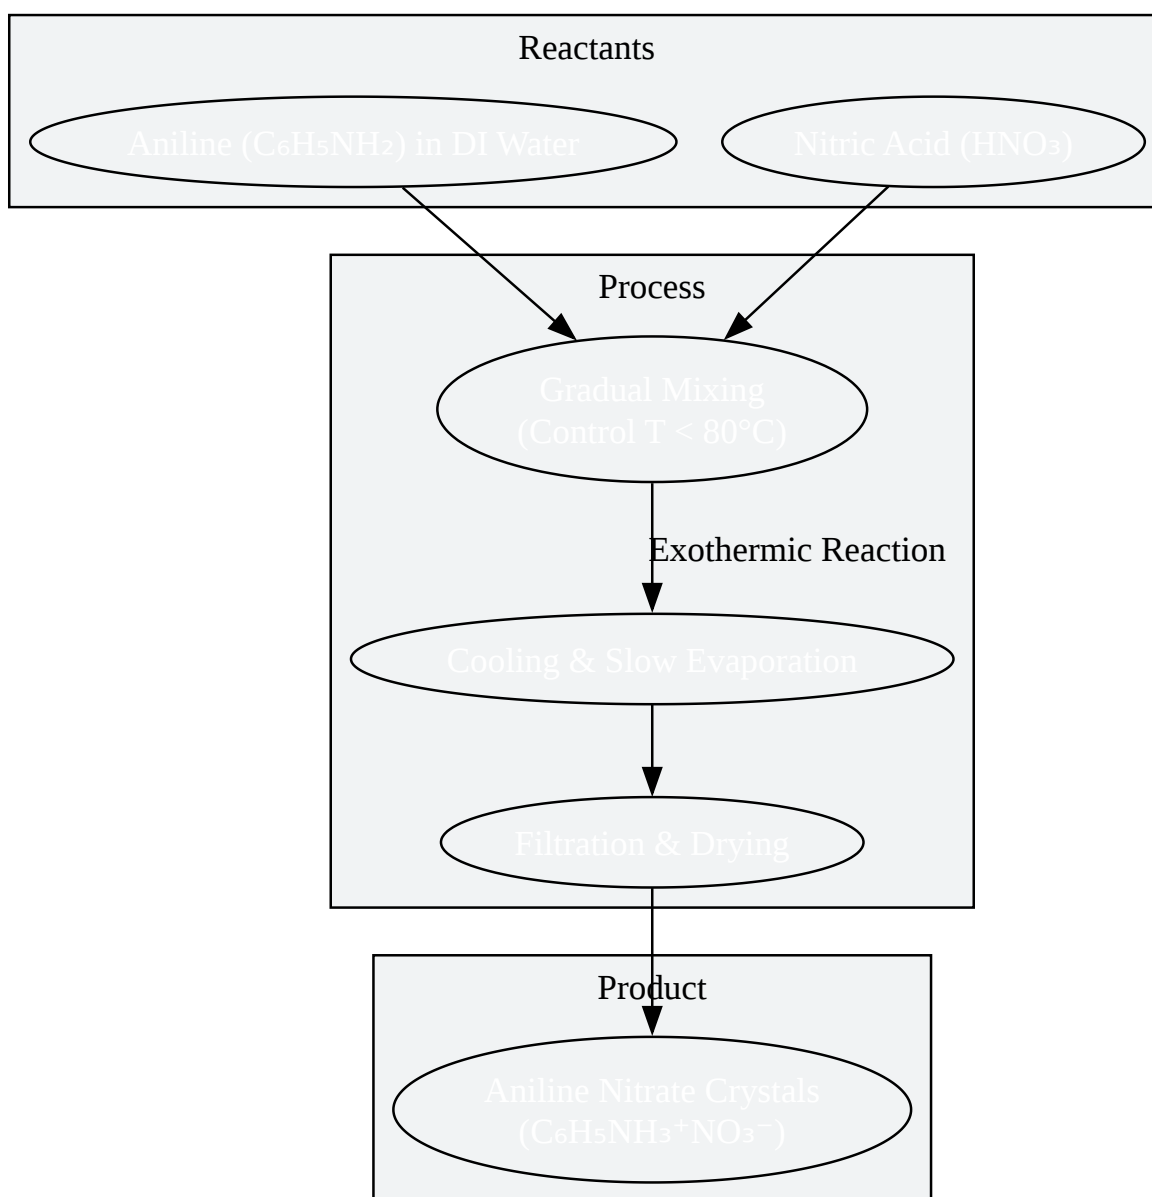 Reactants
Aniline (C₆H₅NH₂) in DI Water
Nitric Acid (HNO₃)
Process
Gradual Mixing
(Control T < 80°C)
Exothermic Reaction
Cooling & Slow Evaporation
Filtration & Drying
Product
Aniline Nitrate Crystals
(C₆H₅NH₃⁺NO₃⁻)